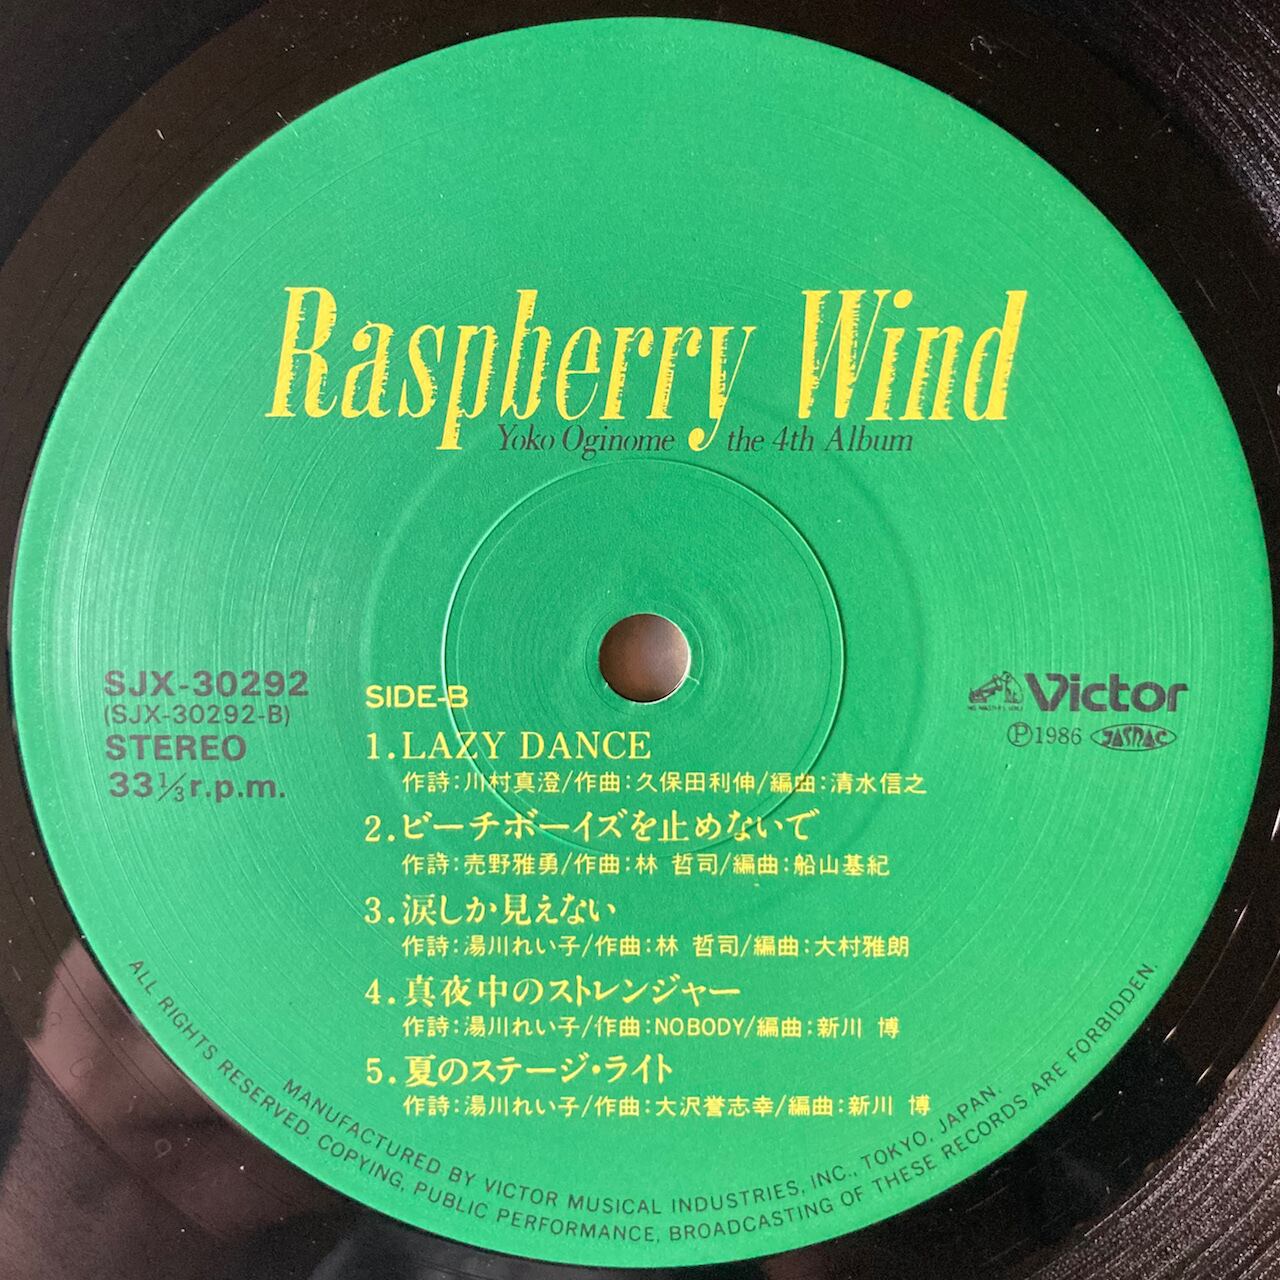 Raspberry Wind
Yoko Oginome the 4th Album
SJX-30292
(SJX-30292-B)
STEREO
33⅓ r.p.m.
SIDE-B
1.LAZY DANCE
作詩:川村真澄/作曲:久保田利伸/編曲:清水信之
2.ビーチボーイズを止めないで
作詩:売野雅勇/作曲:林 哲司/編曲:船山基紀
3.涙しか見えない
作詩:湯川れい子/作曲:林 哲司/編曲:大村雅朗
4.真夜中のストレンジャー
作詩:湯川れい子/作曲:NOBODY/編曲:新川 博
5.夏のステージ・ライト
作詩:湯川れい子/作曲:大沢誉志幸/編曲:新川 博
HIS MASTER'S VOICE
Victor
Ⓟ1986 JASRAC
MANUFACTURED BY VICTOR MUSICAL INDUSTRIES, INC., TOKYO, JAPAN.
ALL RIGHTS RESERVED. COPYING, PUBLIC PERFORMANCE, BROADCASTING OF THESE RECORDS ARE FORBIDDEN.